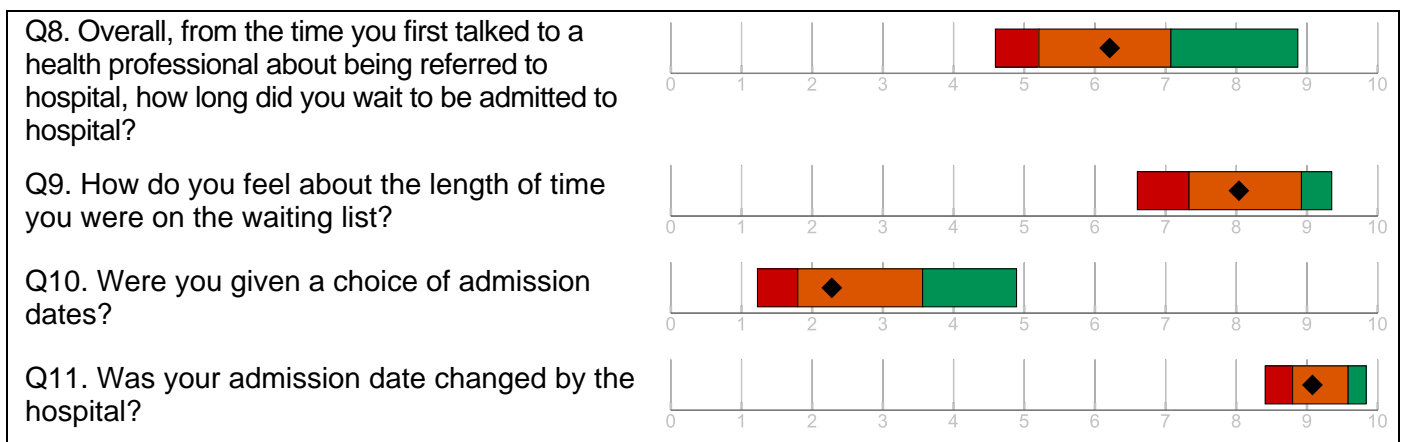 Q8. Overall, from the time you first talked to a
health professional about being referred to
hospital, how long did you wait to be admitted to
hospital?
0 1 2 3 4 5 6 7 8 9 10
Q9. How do you feel about the length of time
you were on the waiting list?
0 1 2 3 4 5 6 7 8 9 10
Q10. Were you given a choice of admission
dates?
0 1 2 3 4 5 6 7 8 9 10
Q11. Was your admission date changed by the
hospital?
0 1 2 3 4 5 6 7 8 9 10